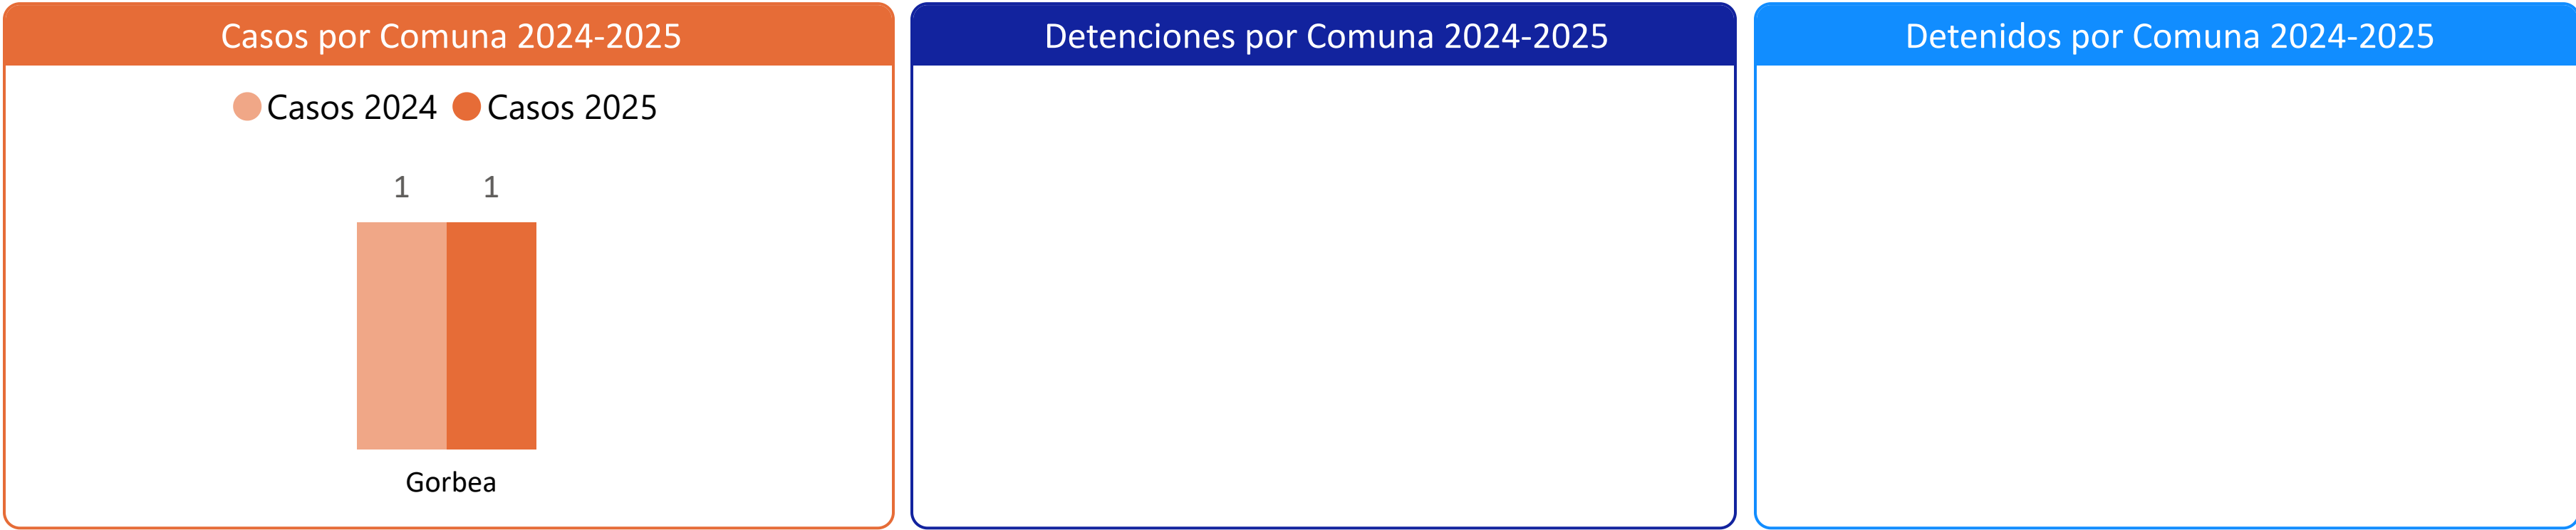 Casos por Comuna 2024-2025
Casos 2024 Casos 2025
1 1
Gorbea
Detenciones por Comuna 2024-2025
Detenidos por Comuna 2024-2025